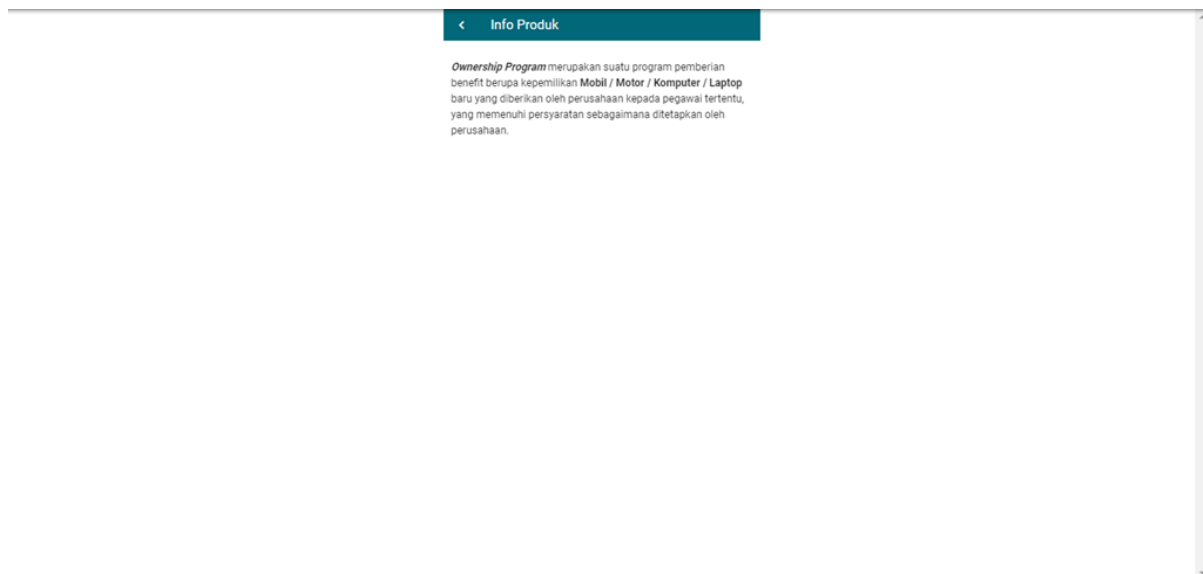 Info Produk
Ownership Program merupakan suatu program pemberian
benefit berupa kepemilikan Mobil / Motor / Komputer / Laptop
baru yang diberikan oleh perusahaan kepada pegawai tertentu,
yang memenuhi persyaratan sebagaimana ditetapkan oleh
perusahaan.